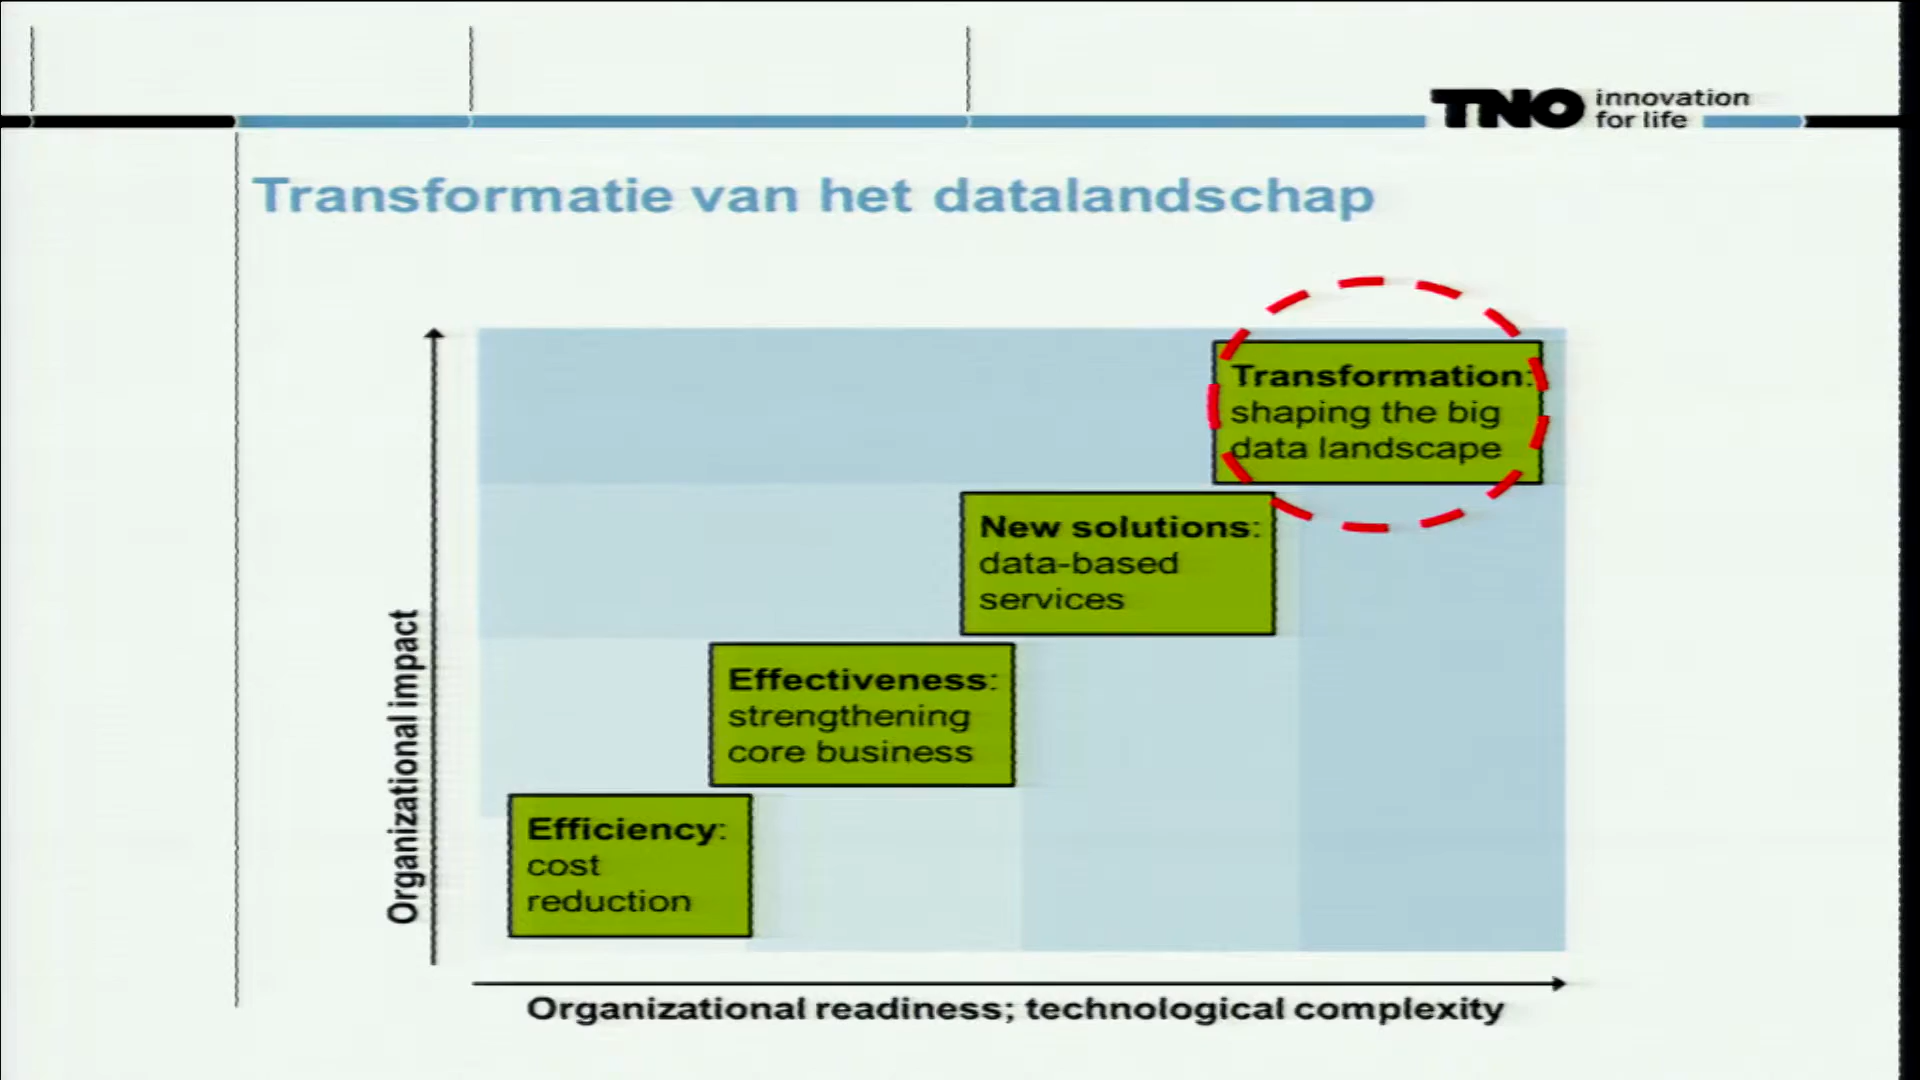 TNO innovation
for life
Transformatie van het datalandschap
Transformation:
shaping the big
data landscape
New solutions:
data-based
services
Effectiveness:
strengthening
core business
Efficiency:
cost
reduction
Organizational impact
Organizational readiness; technological complexity